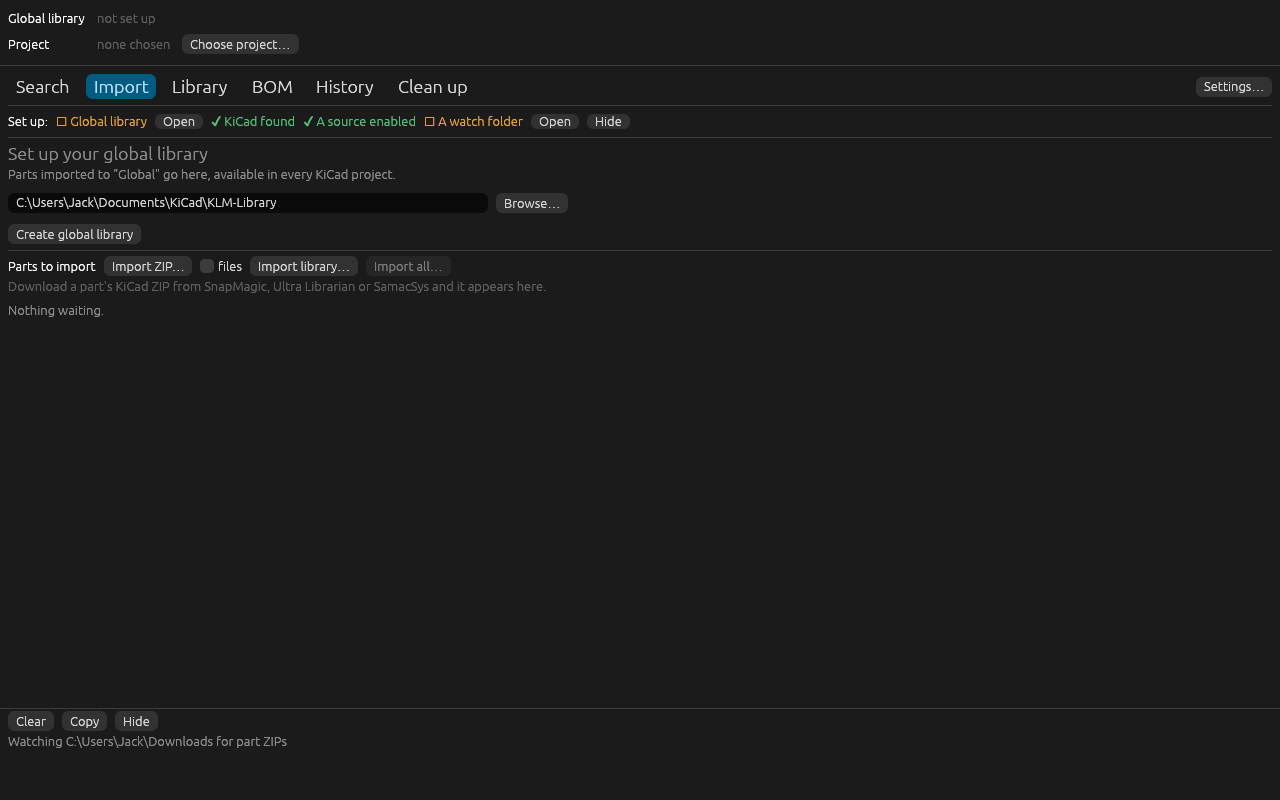 Global library not set up
Project none chosen Choose project...
Search Import Library BOM History Clean up Settings...
Set up: Global library Open ✔ KiCad found ✔ A source enabled A watch folder Open Hide
Set up your global library
Parts imported to "Global" go here, available in every KiCad project.
C:\Users\Jack\Documents\KiCad\KLM-Library Browse...
Create global library
Parts to import Import ZIP... files Import library... Import all...
Download a part's KiCad ZIP from SnapMagic, Ultra Librarian or SamacSys and it appears here.
Nothing waiting.
Clear Copy Hide
Watching C:\Users\Jack\Downloads for part ZIPs